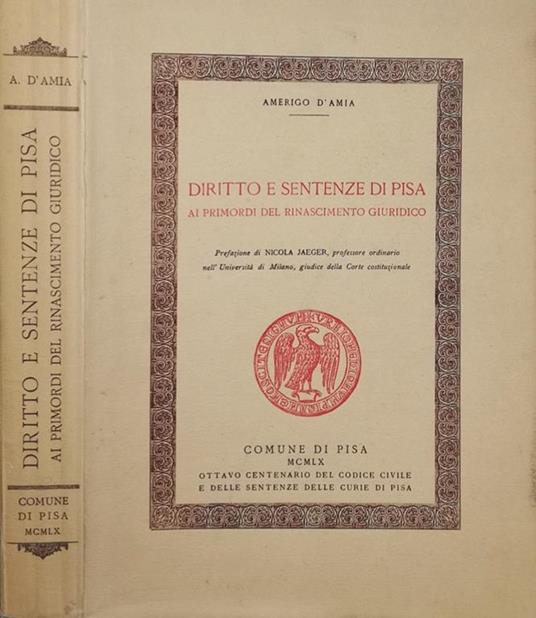 A. D'AMIA
DIRITTO E SENTENZE DI PISA
AI PRIMORDI DEL RINASCIMENTO GIURIDICO
COMUNE
DI PISA
MCMLX
AMERIGO D'AMIA
DIRITTO E SENTENZE DI PISA
AI PRIMORDI DEL RINASCIMENTO GIURIDICO
Prefazione di NICOLA JAEGER, professore ordinario
nell'Università di Milano, giudice della Corte costituzionale
COMUNE DI PISA
MCMLX
OTTAVO CENTENARIO DEL CODICE CIVILE
E DELLE SENTENZE DELLE CURIE DI PISA